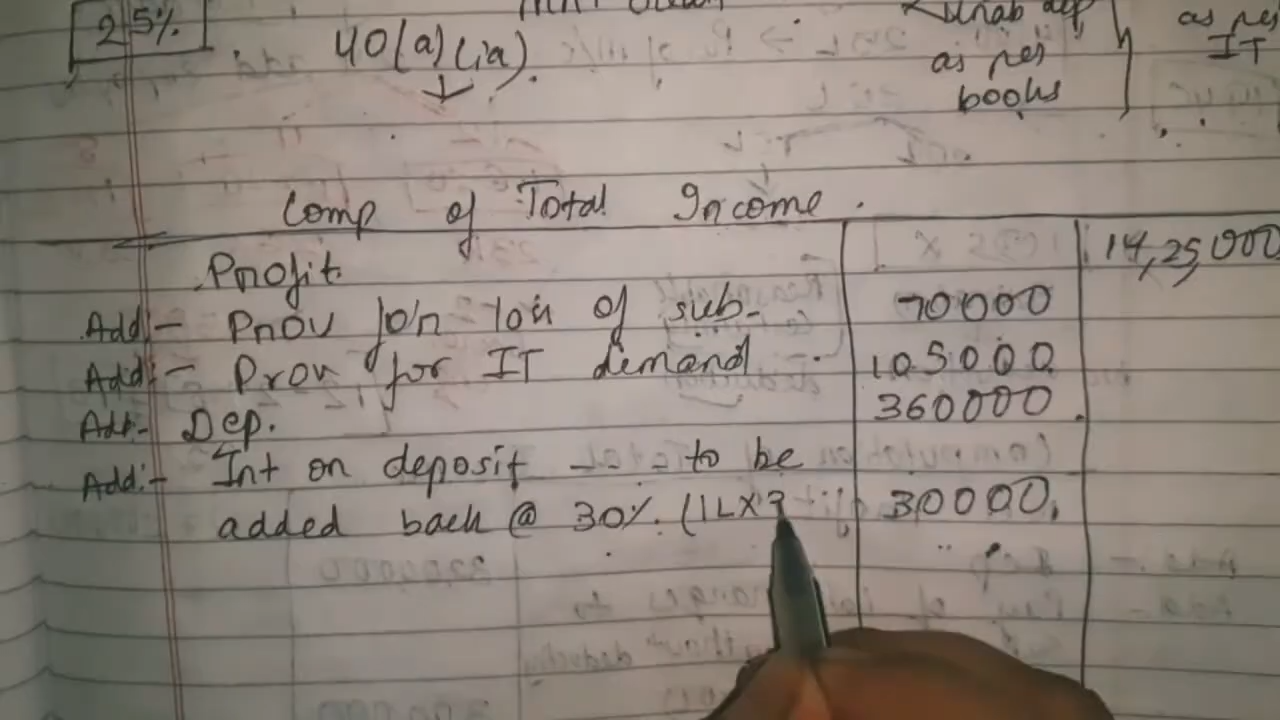 25%
40(a)(ia).
as per
books
as per
IT
Comp of Total Income.
Profit. 14,25,000
Add:- Prov for loss of sub- 70000
Add:- Prov for IT demand. 105000
Add:- Dep. 360000.
Add:- Int on deposit - - - to be
added back @ 30%. (1LX3 30000.